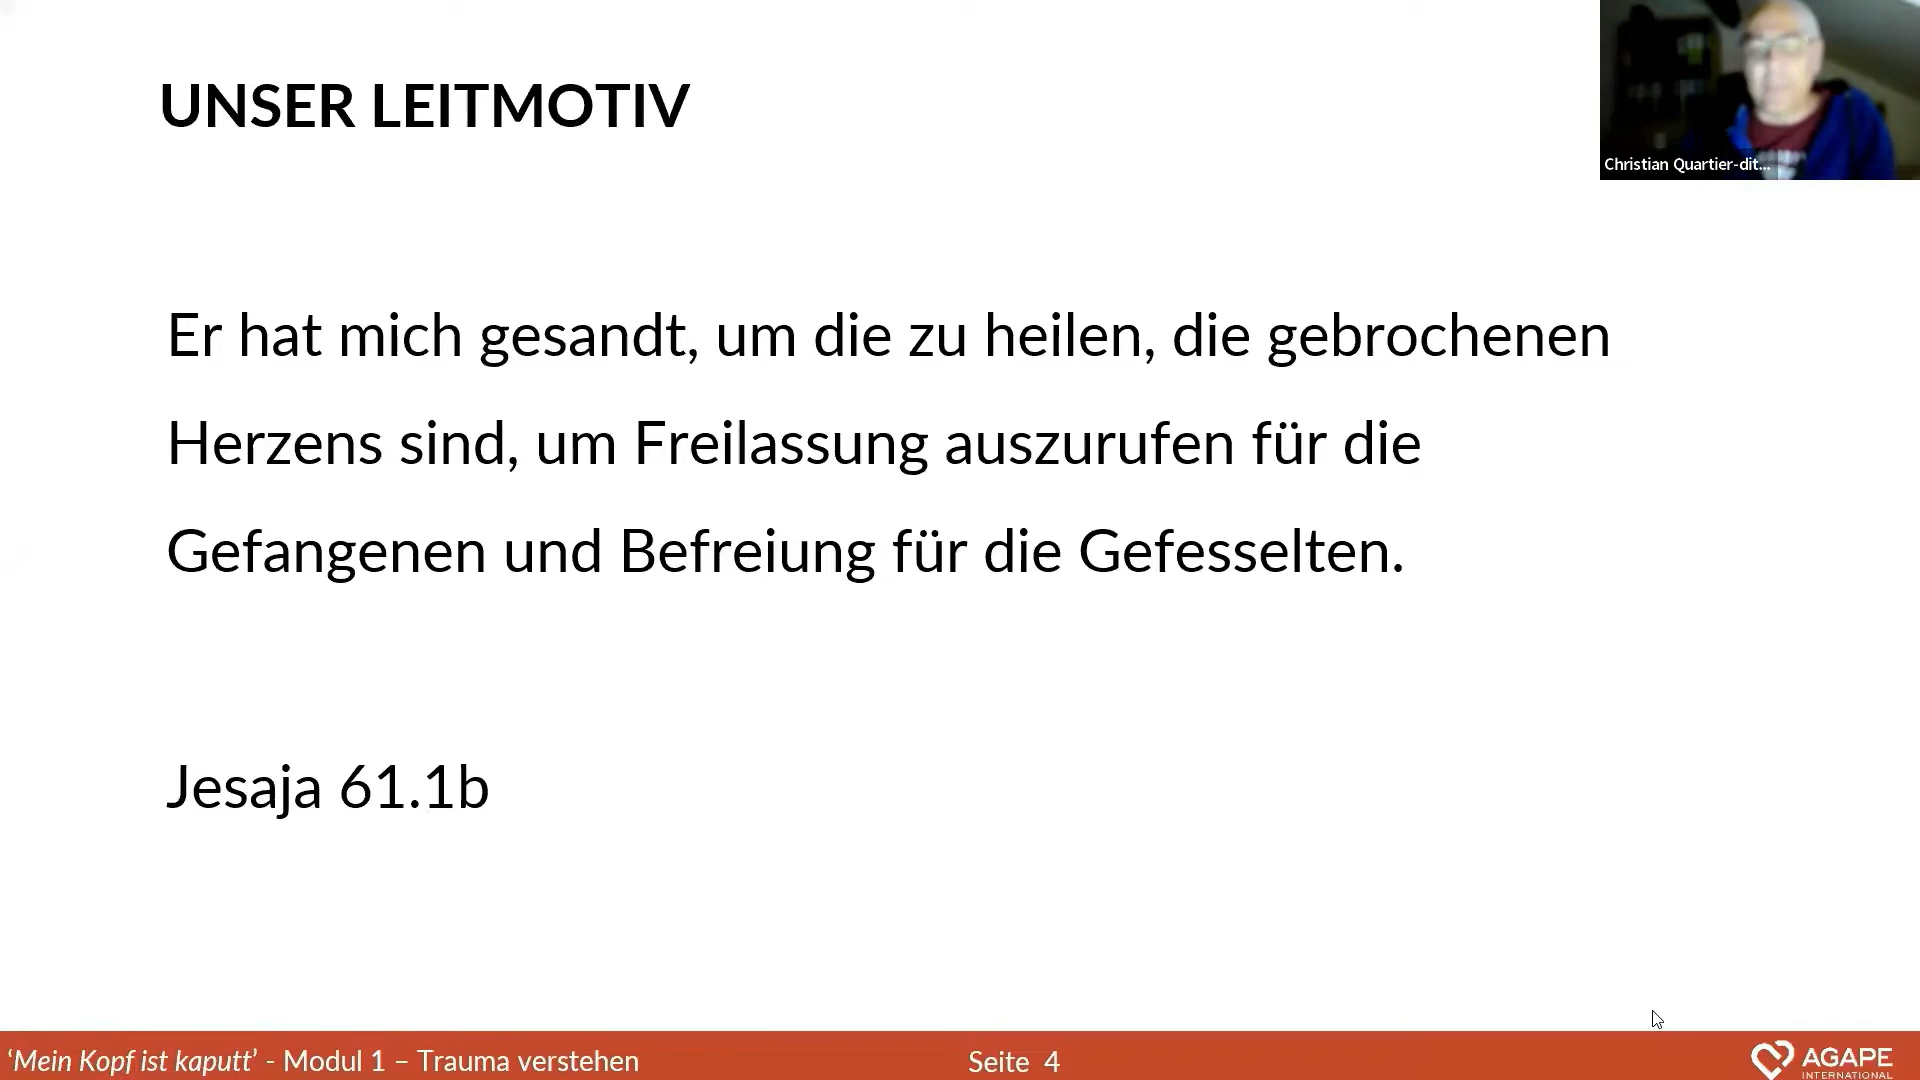 UNSER LEITMOTIV
Christian Quartier-dit...
Er hat mich gesandt, um die zu heilen, die gebrochenen
Herzens sind, um Freilassung auszurufen für die
Gefangenen und Befreiung für die Gefesselten.
Jesaja 61.1b
‘Mein Kopf ist kaputt’ - Modul 1 – Trauma verstehen
Seite 4
AGAPE
INTERNATIONAL